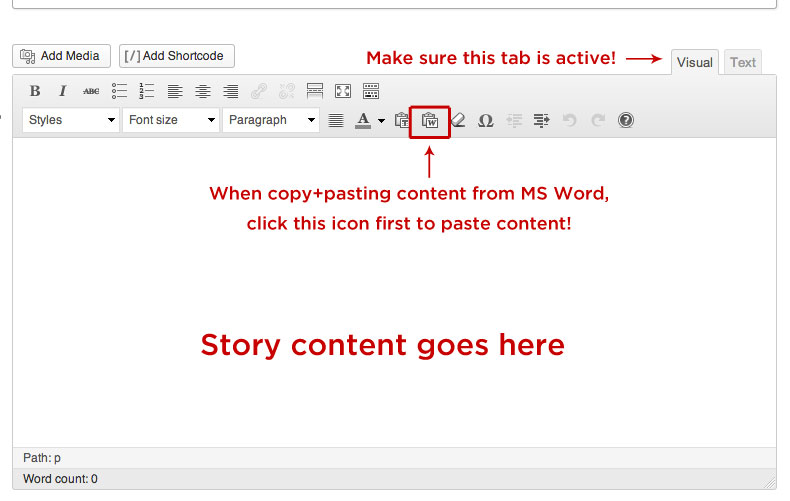 Add Media [/] Add Shortcode Make sure this tab is active! Visual Text
B I ABC
Styles Font size Paragraph A T W Ω ?
When copy+pasting content from MS Word,
click this icon first to paste content!
Story content goes here
Path: p
Word count: 0